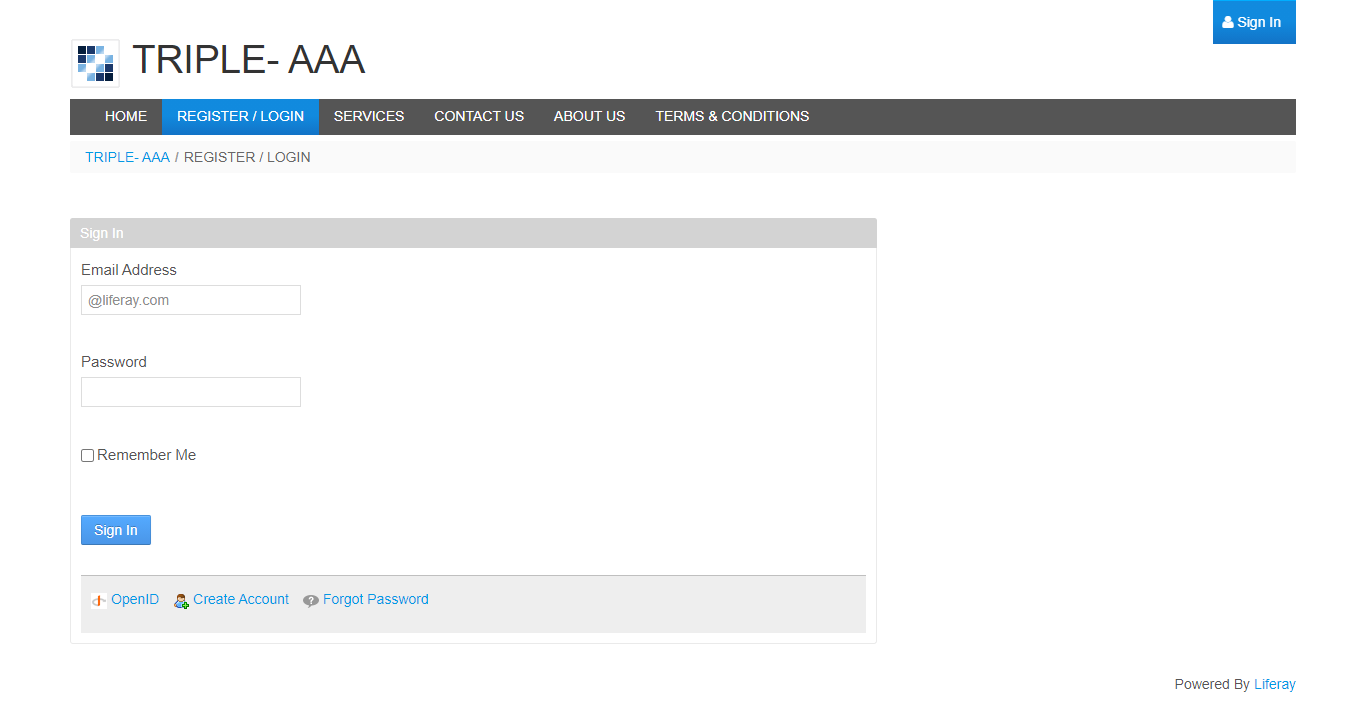 Sign In
TRIPLE- AAA
HOME REGISTER / LOGIN SERVICES CONTACT US ABOUT US TERMS & CONDITIONS
TRIPLE- AAA / REGISTER / LOGIN
Sign In
Email Address
@liferay.com
Password
Remember Me
Sign In
OpenID Create Account Forgot Password
Powered By Liferay